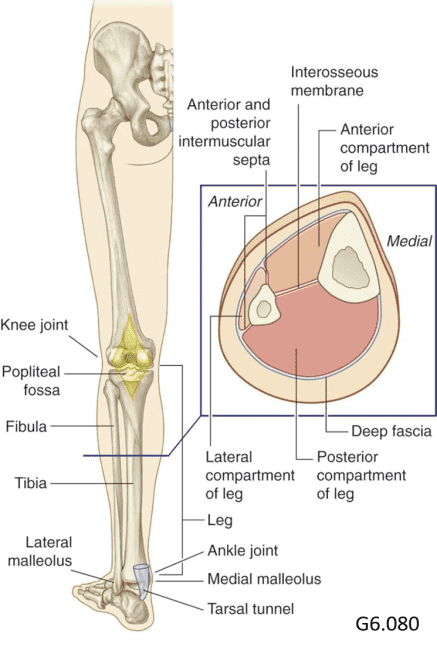 Interosseous
membrane
Anterior and
posterior
intermuscular
septa
Anterior
compartment
of leg
Anterior
Medial
Knee joint
Popliteal
fossa
Fibula
Deep fascia
Lateral
compartment
of leg
Posterior
compartment
of leg
Tibia
Leg
Lateral
malleolus
Ankle joint
Medial malleolus
Tarsal tunnel
G6.080